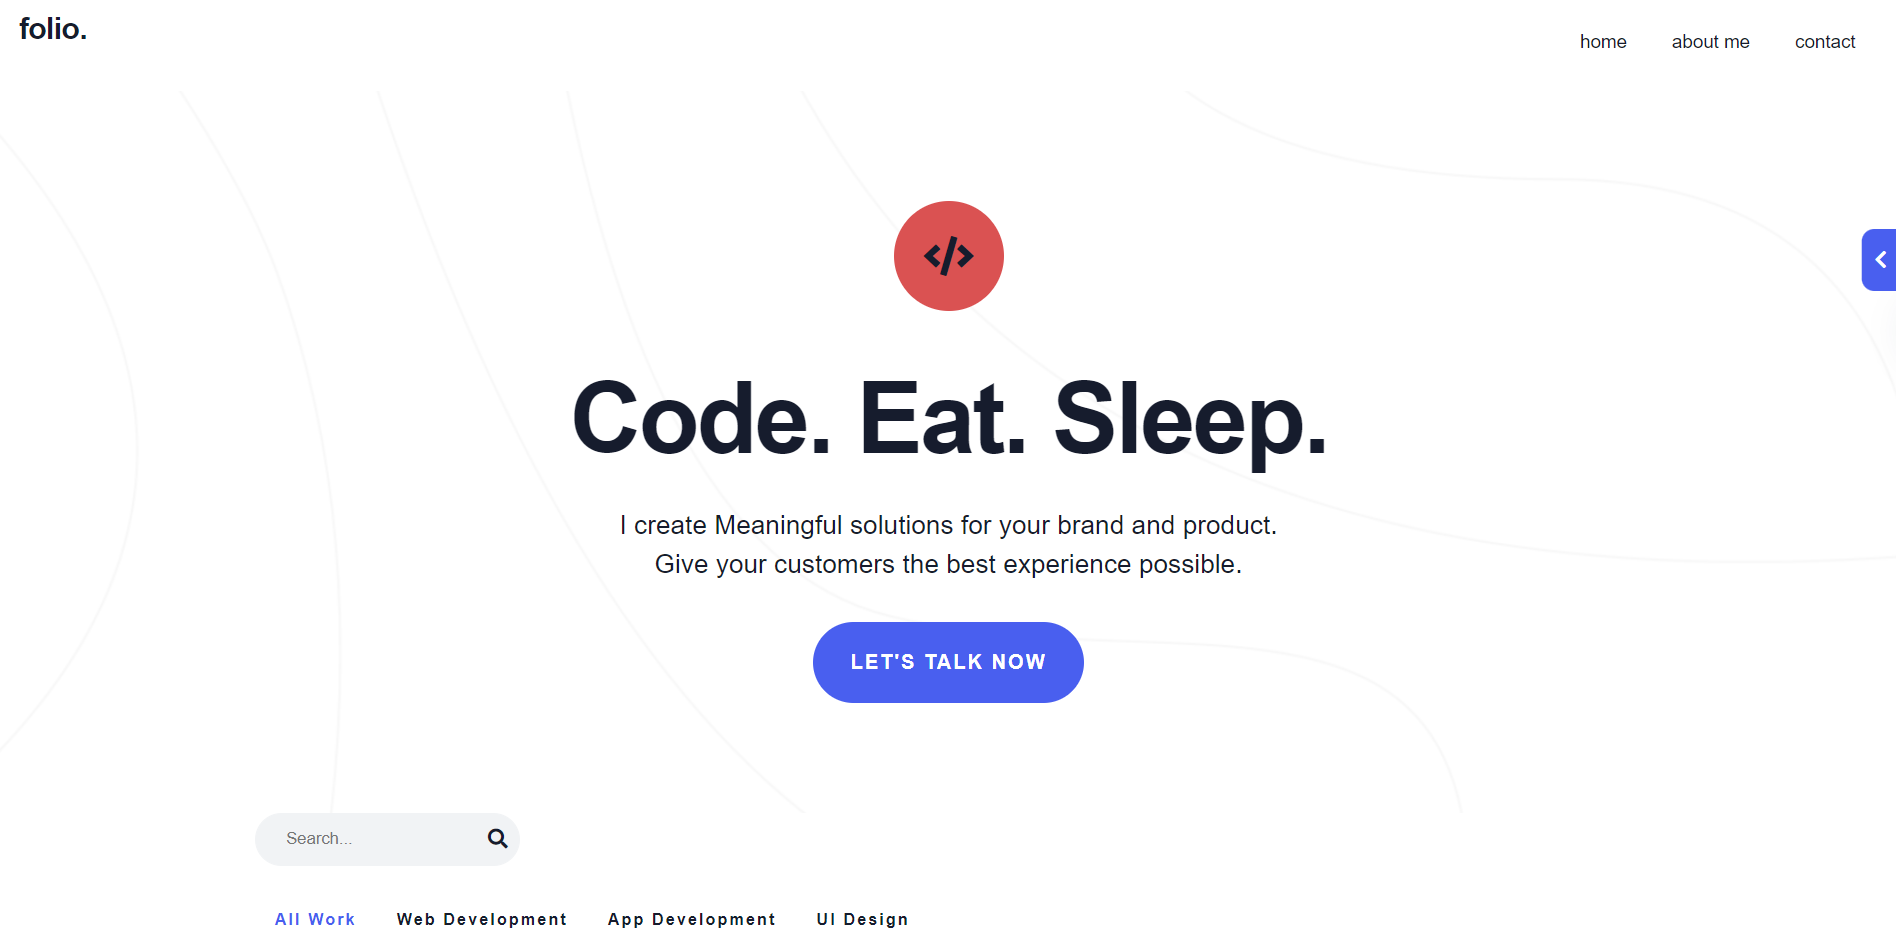 folio.
home about me contact
</>
Code. Eat. Sleep.
I create Meaningful solutions for your brand and product.
Give your customers the best experience possible.
LET'S TALK NOW
Search...
All Work Web Development App Development UI Design